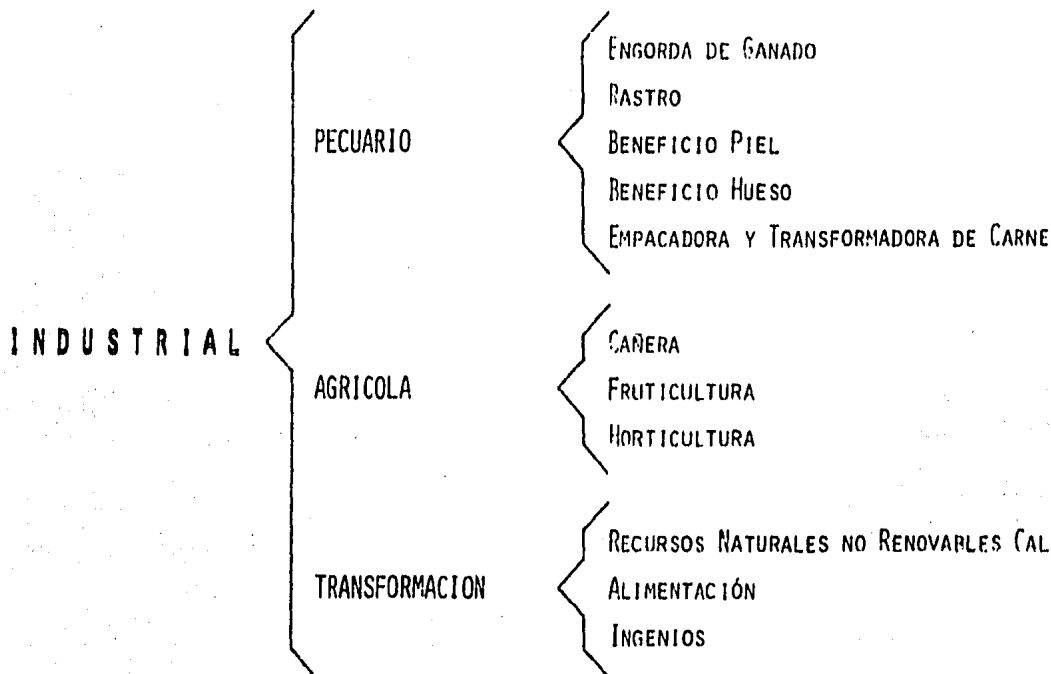 INDUSTRIAL
PECUARIO
ENGORDA DE GANADO
RASTRO
BENEFICIO PIEL
BENEFICIO HUESO
EMPACADORA Y TRANSFORMADORA DE CARNE
AGRICOLA
CAÑERA
FRUTICULTURA
HORTICULTURA
TRANSFORMACION
RECURSOS NATURALES NO RENOVABLES CAL
ALIMENTACIÓN
INGENIOS